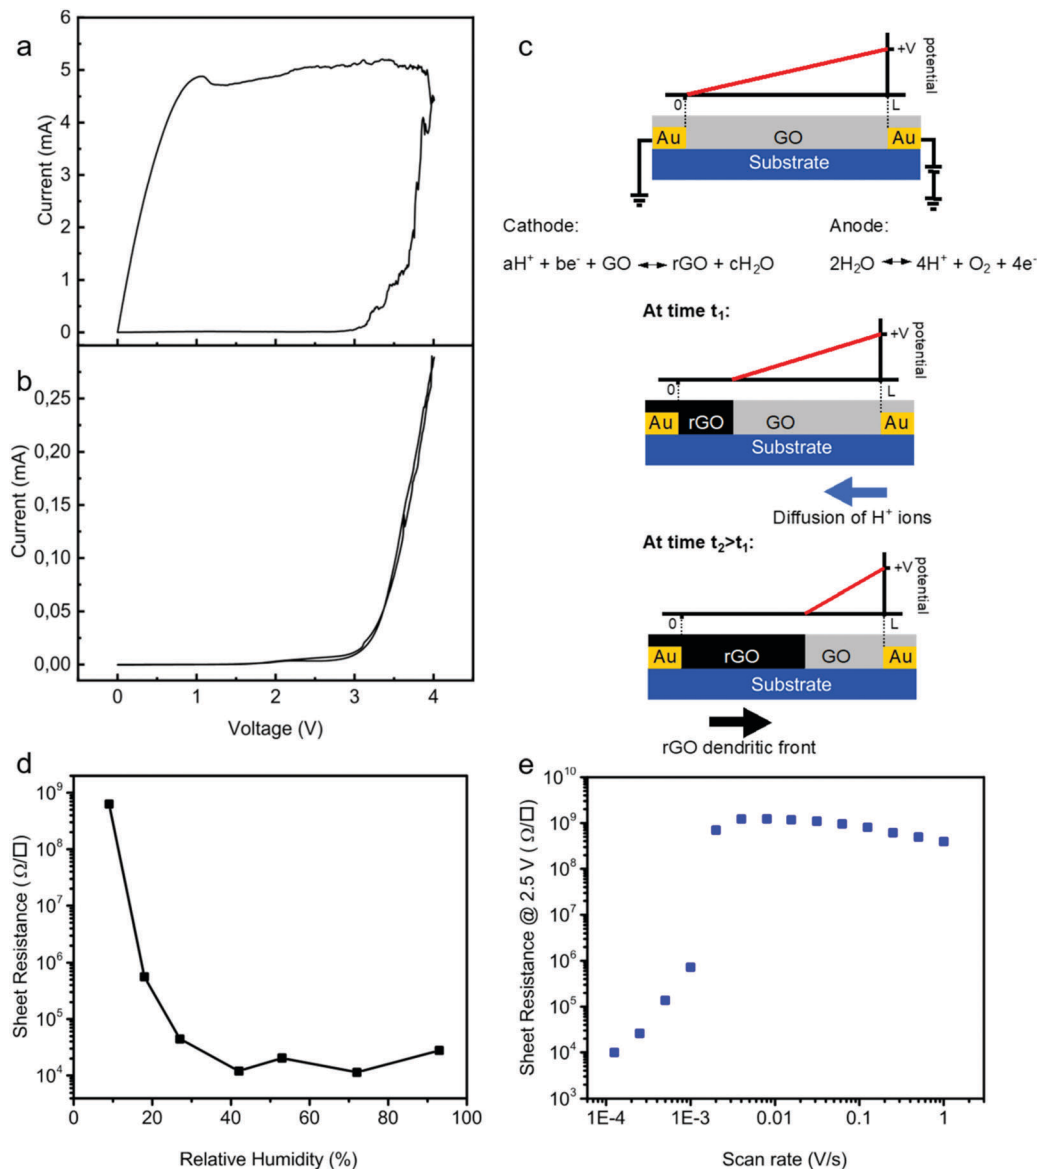 a
6
5
4
3
2
1
0
Current (mA)
b
0,25
0,20
0,15
0,10
0,05
0,00
Current (mA)
0 1 2 3 4
Voltage (V)
c
+V
potential
0 L
Au GO Au
Substrate
Cathode: Anode:
aH⁺ + be⁻ + GO ↔ rGO + cH₂O 2H₂O ↔ 4H⁺ + O₂ + 4e⁻
At time t₁:
+V
potential
0 L
Au rGO GO Au
Substrate
Diffusion of H⁺ ions
At time t₂>t₁:
+V
potential
0 L
Au rGO GO Au
Substrate
rGO dendritic front
d
10⁹
10⁸
10⁷
10⁶
10⁵
10⁴
Sheet Resistance ( Ω/□)
0 20 40 60 80 100
Relative Humidity (%)
e
10¹⁰
10⁹
10⁸
10⁷
10⁶
10⁵
10⁴
10³
Sheet Resistance @ 2.5 V ( Ω/□)
1E-4 1E-3 0.01 0.1 1
Scan rate (V/s)